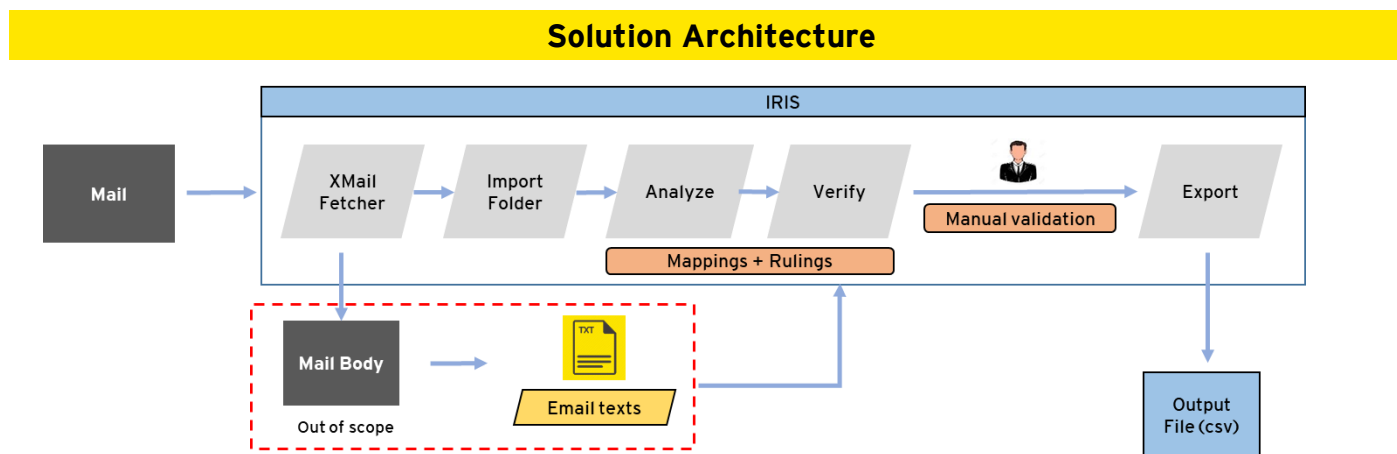 Solution Architecture
IRIS
Mail
XMail
Fetcher
Import
Folder
Analyze
Verify
Manual validation
Export
Mappings + Rulings
Mail Body
Out of scope
TXT
Email texts
Output
File (csv)